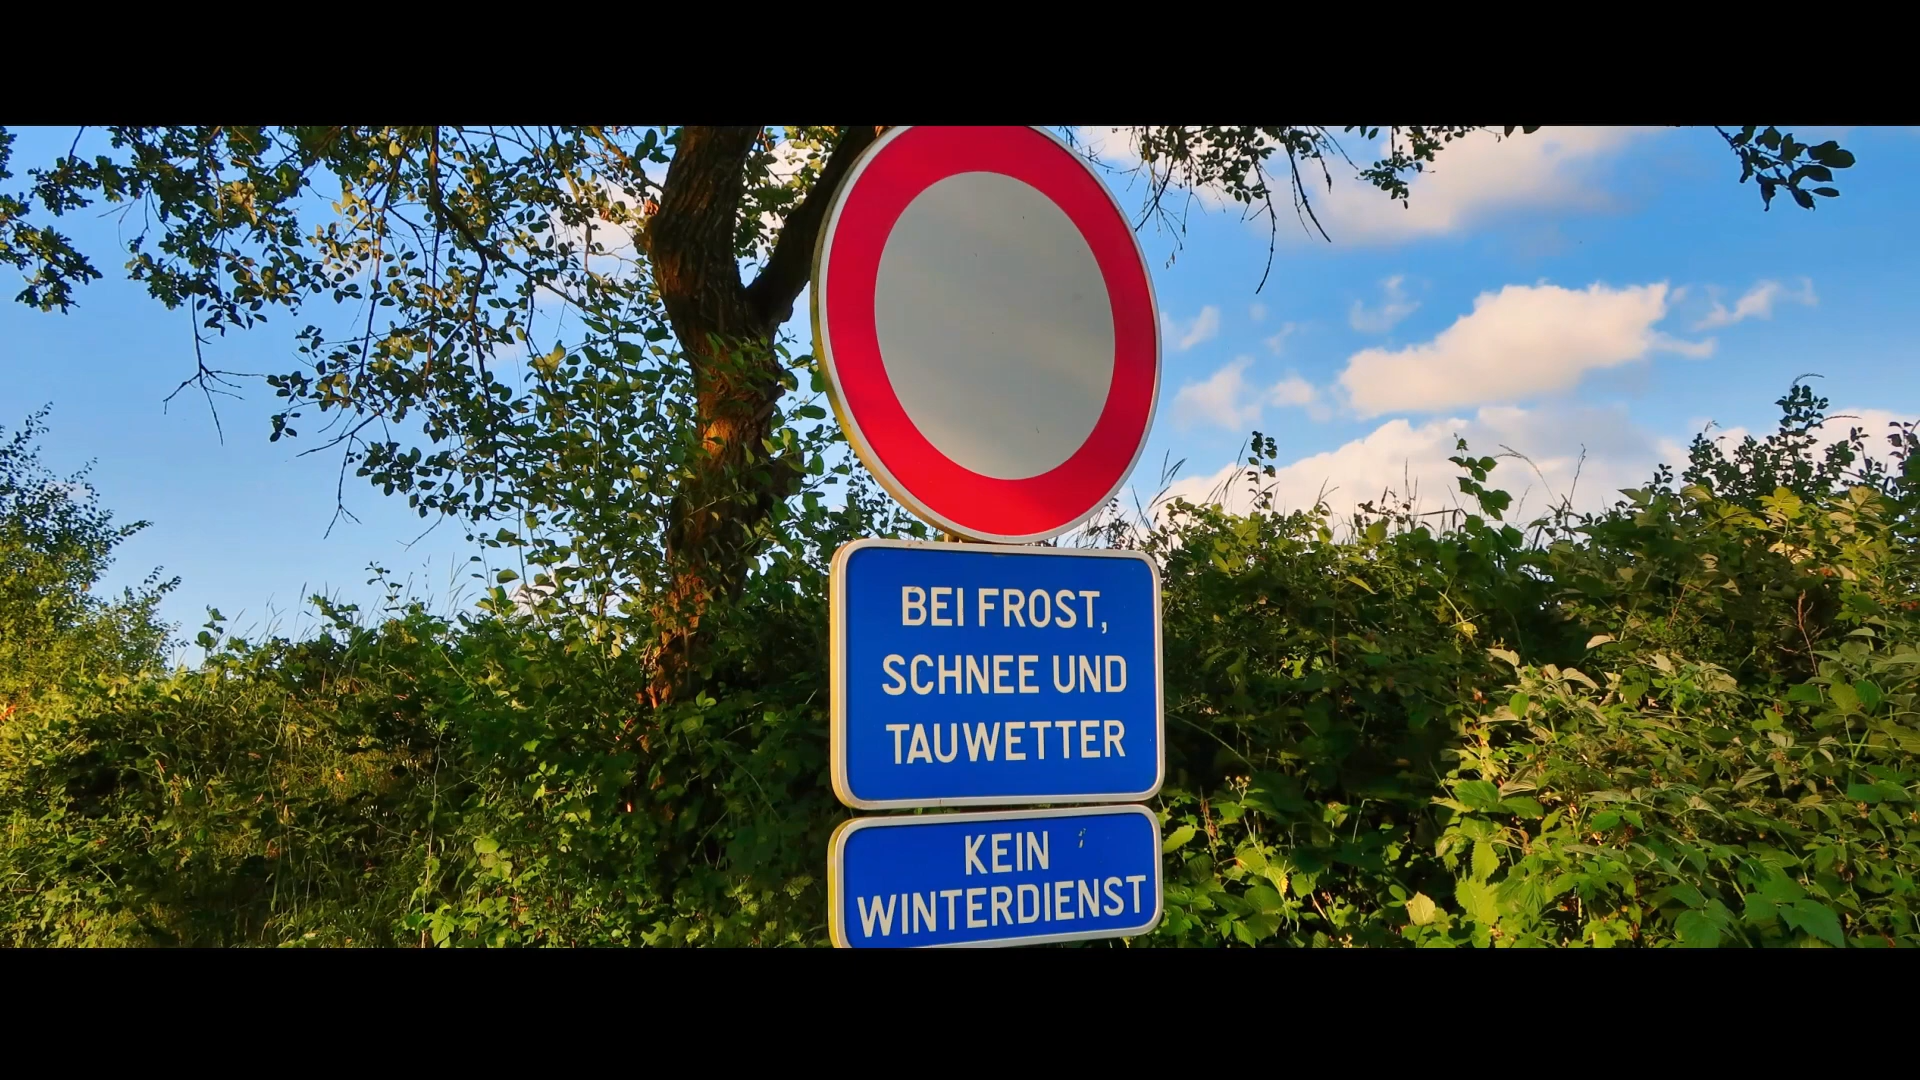 BEI FROST,
SCHNEE UND
TAUWETTER
KEIN
WINTERDIENST